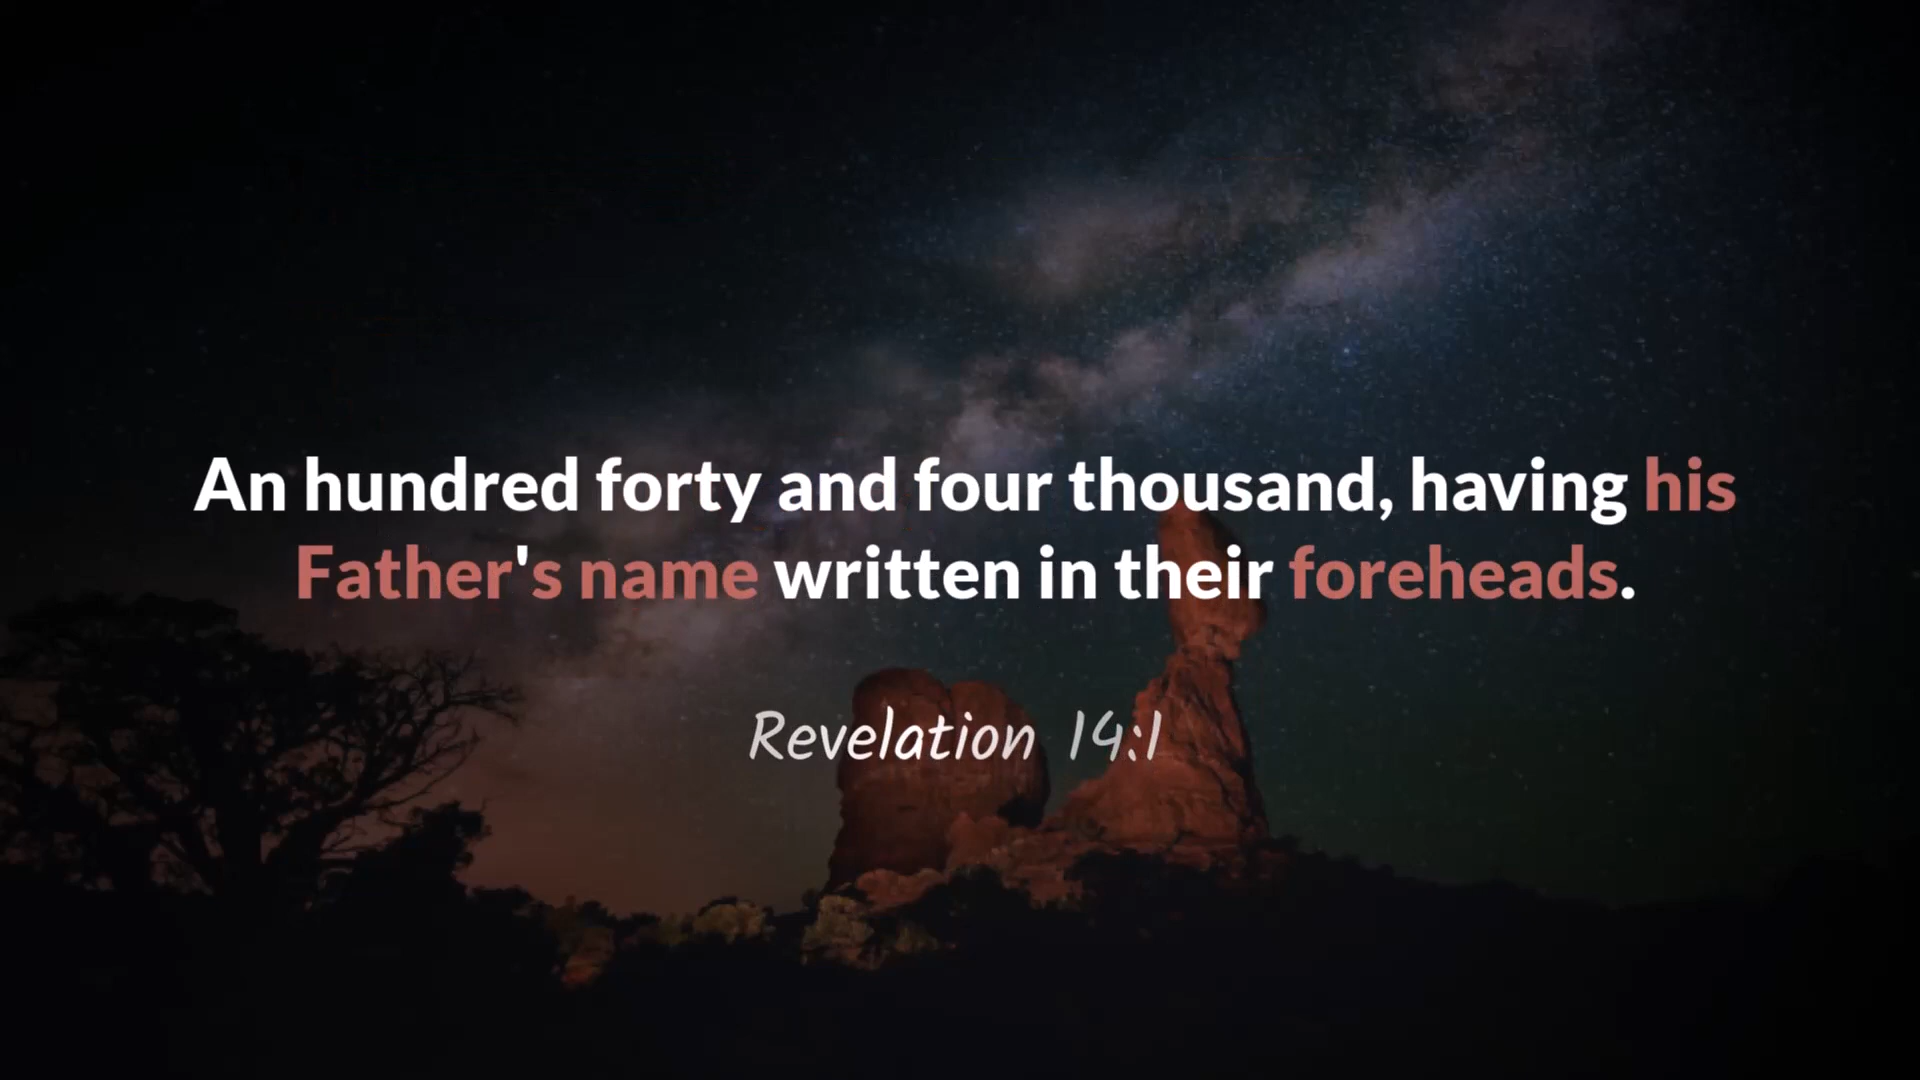 An hundred forty and four thousand, having his
Father's name written in their foreheads.
Revelation 14:1